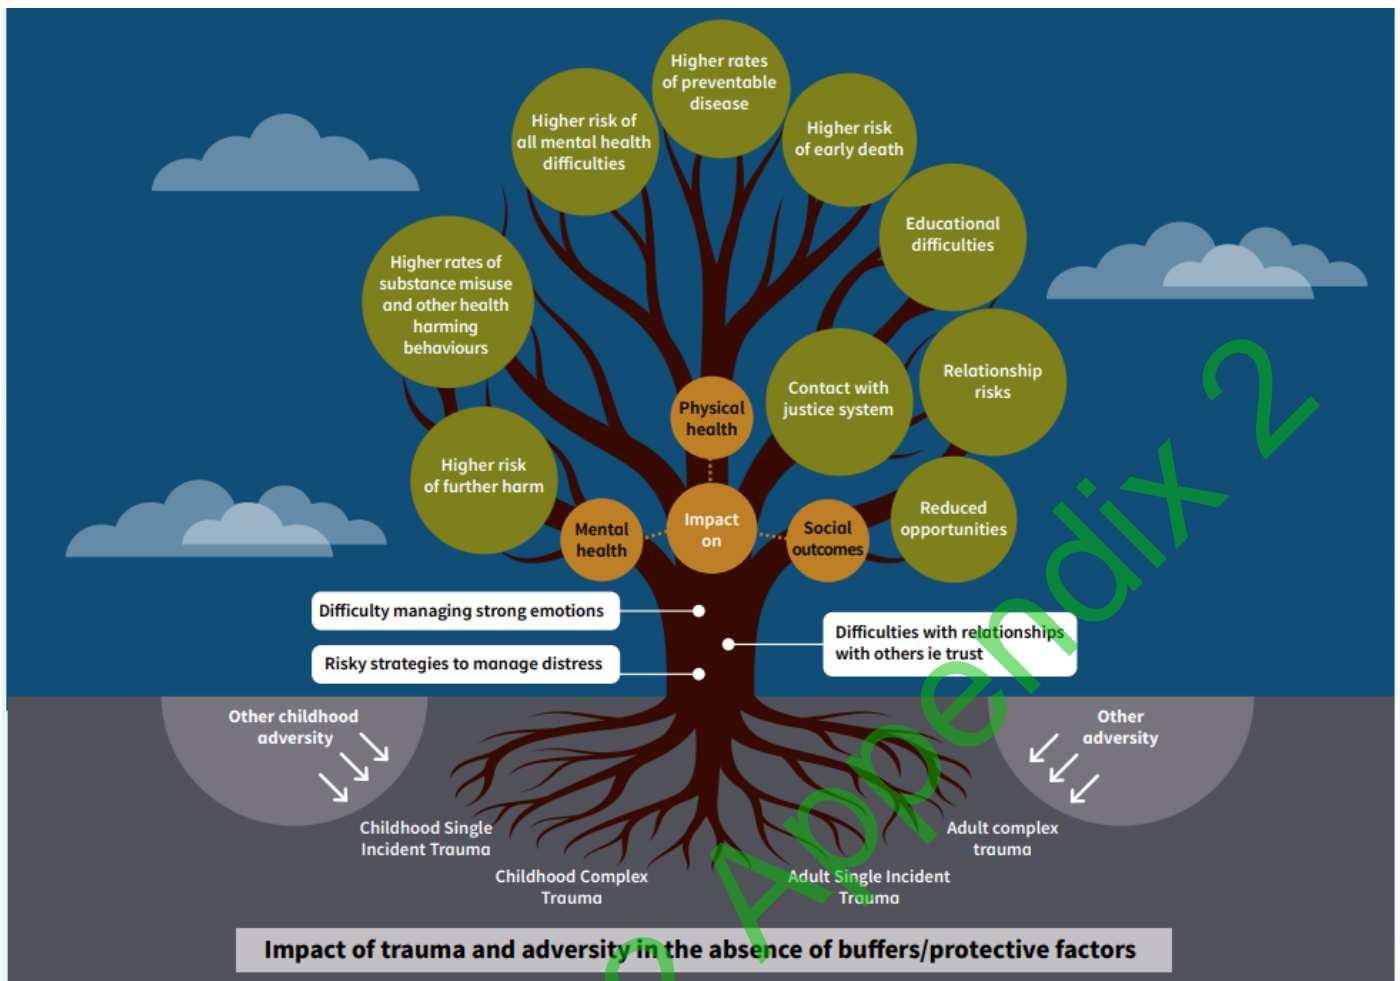 Higher rates
of preventable
disease
Higher risk of
all mental health
difficulties
Higher risk
of early death
Educational
difficulties
Higher rates of
substance misuse
and other health
harming
behaviours
Relationship
risks
Contact with
justice system
Physical
health
Higher risk
of further harm
Reduced
opportunities
Impact
on
Mental
health
Social
outcomes
Difficulty managing strong emotions
Difficulties with relationships
with others ie trust
Risky strategies to manage distress
Other childhood
adversity
Other
adversity
Childhood Single
Incident Trauma
Adult complex
trauma
Childhood Complex
Trauma
Adult Single Incident
Trauma
Impact of trauma and adversity in the absence of buffers/protective factors
Appendix 2